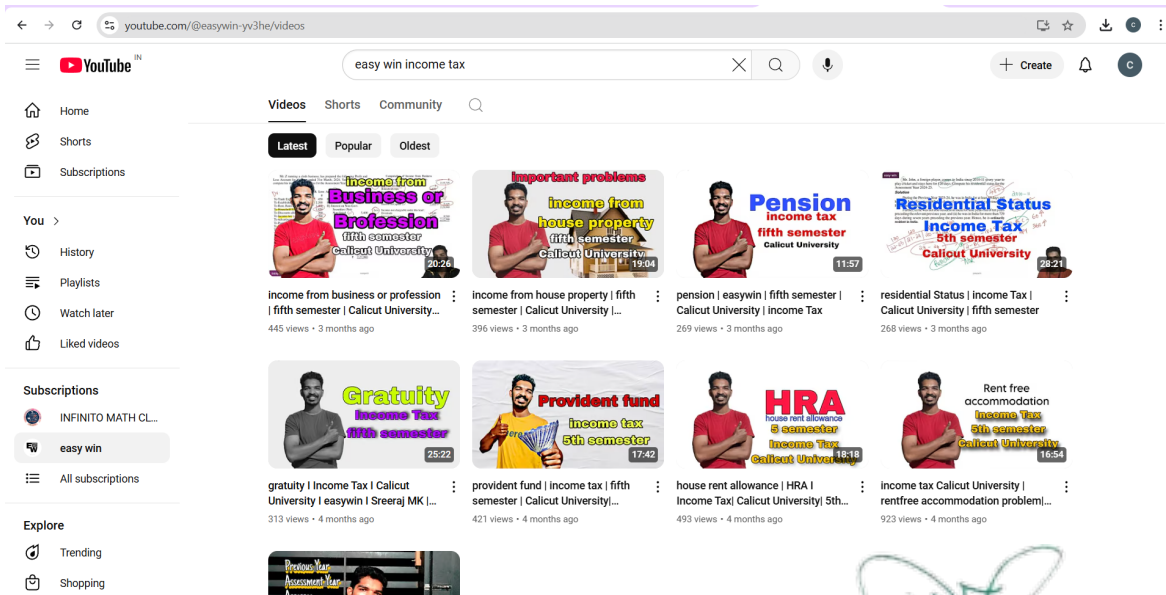 youtube.com/@easywin-yv3he/videos
C
YouTube IN
easy win income tax
Create
C
Home
Shorts
Subscriptions
You
History
Playlists
Watch later
Liked videos
Subscriptions
INFINITO MATH CL...
easy win
All subscriptions
Explore
Trending
Shopping
Videos Shorts Community
Latest Popular Oldest
income from
Business or
Brofession
fifth semester
Calicut University
20:26
income from business or profession
| fifth semester | Calicut University...
445 views • 3 months ago
important problems
income from
house property
fifth semester
Calicut University
19:04
income from house property | fifth
semester | Calicut University |...
396 views • 3 months ago
Pension
income tax
fifth semester
Calicut University
11:57
pension | easywin | fifth semester |
Calicut University | income Tax
269 views • 3 months ago
Residential Status
Income Tax
5th semester
Calicut University
28:21
residential Status | income Tax |
Calicut University | fifth semester
268 views • 3 months ago
Gratuity
Income Tax
fifth semester
25:22
gratuity I Income Tax I Calicut
University I easywin I Sreeraj MK |...
313 views • 4 months ago
Provident fund
income tax
5th semester
17:42
provident fund | income tax | fifth
semester | Calicut University|...
421 views • 4 months ago
HRA
house rent allowance
5 semester
Income Tax
Calicut University
18:18
house rent allowance | HRA I
Income Tax| Calicut University| 5th...
493 views • 4 months ago
Rent free
accommodation
Income Tax
5th semester
Calicut University
16:54
income tax Calicut University |
rentfree accommodation problem|...
923 views • 4 months ago
Previous Year
Assessment Year